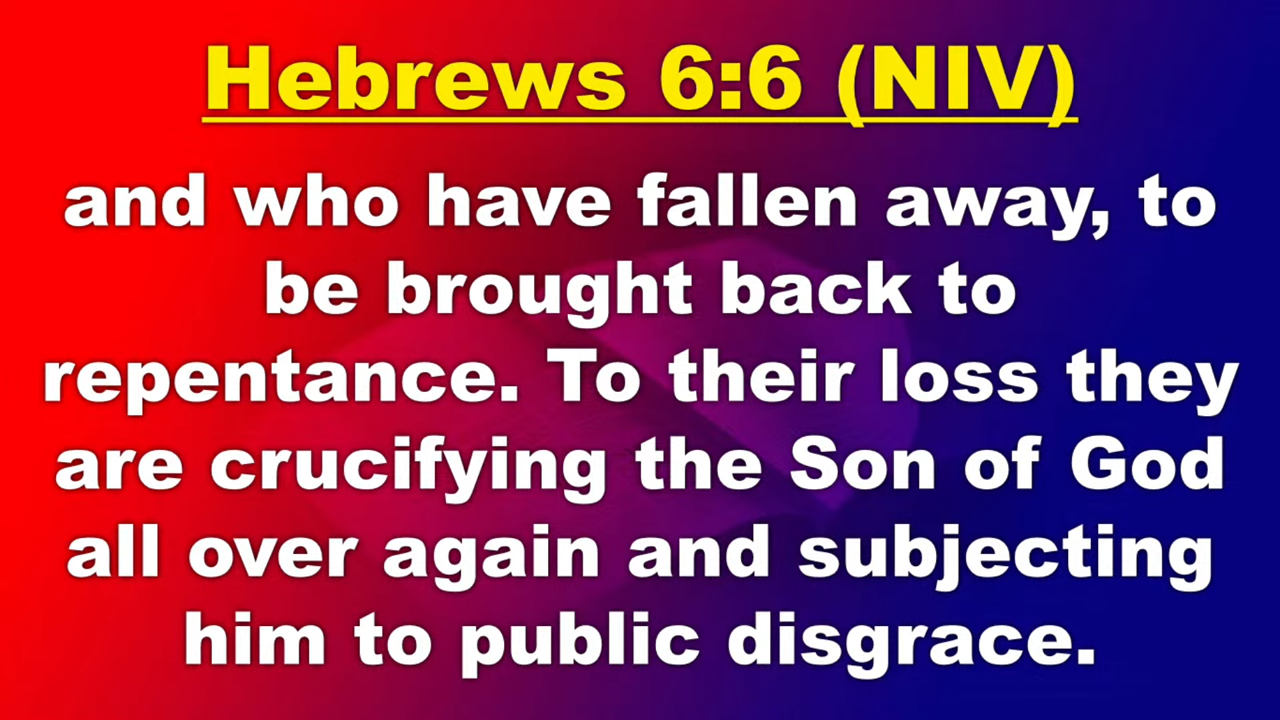 Hebrews 6:6 (NIV)
and who have fallen away, to
be brought back to
repentance. To their loss they
are crucifying the Son of God
all over again and subjecting
him to public disgrace.